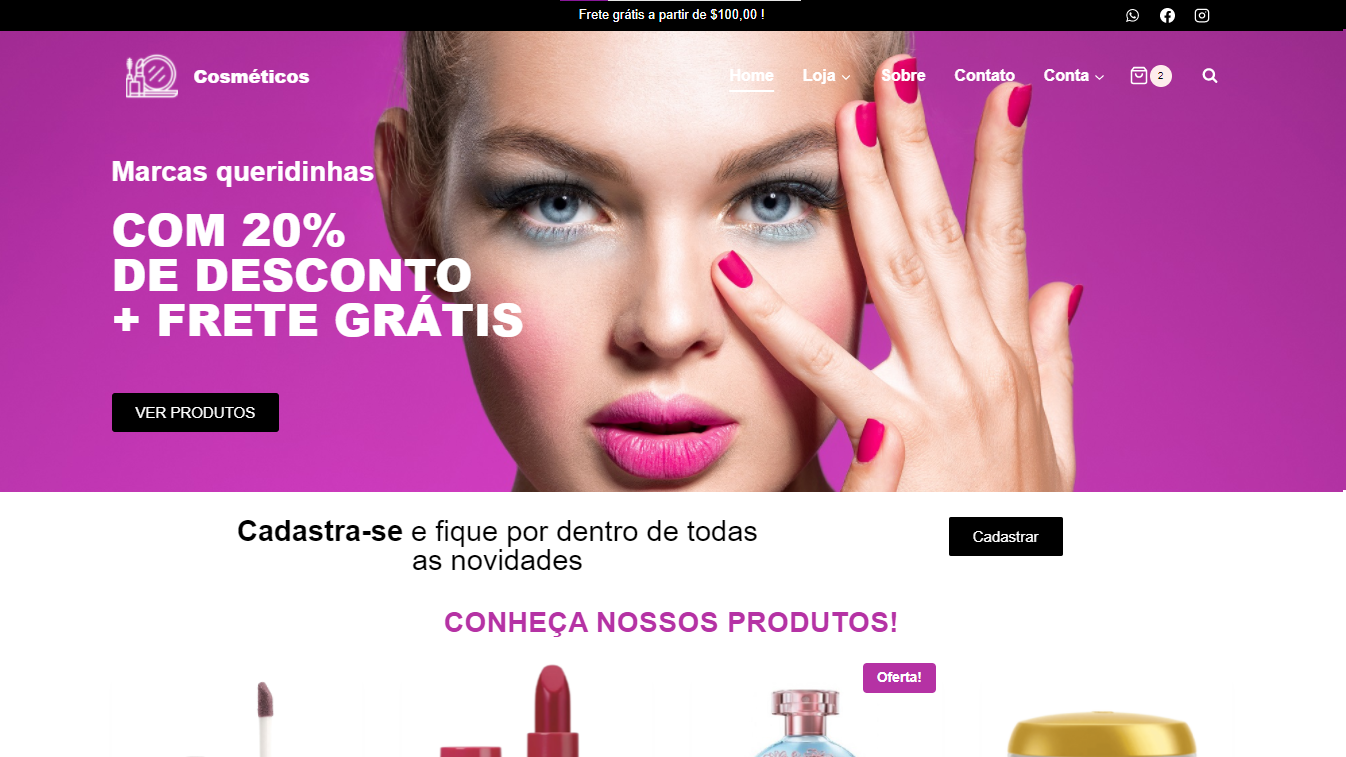 Frete grátis a partir de $100,00 !
Cosméticos
Home Loja Sobre Contato Conta 2
Marcas queridinhas
COM 20%
DE DESCONTO
+ FRETE GRÁTIS
VER PRODUTOS
Cadastra-se e fique por dentro de todas
as novidades
Cadastrar
CONHEÇA NOSSOS PRODUTOS!
Oferta!